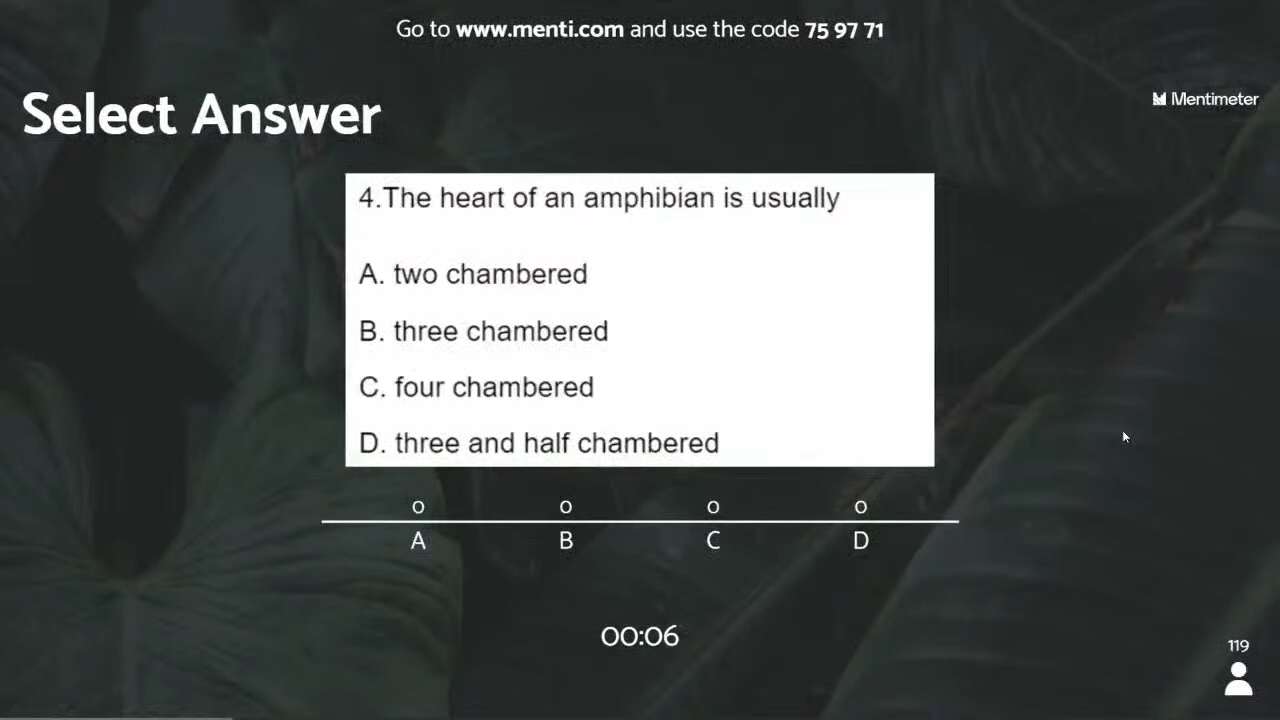 Go to www.menti.com and use the code 75 97 71
Select Answer
Mentimeter
4.The heart of an amphibian is usually
A. two chambered
B. three chambered
C. four chambered
D. three and half chambered
0 0 0 0
A B C D
00:06
119